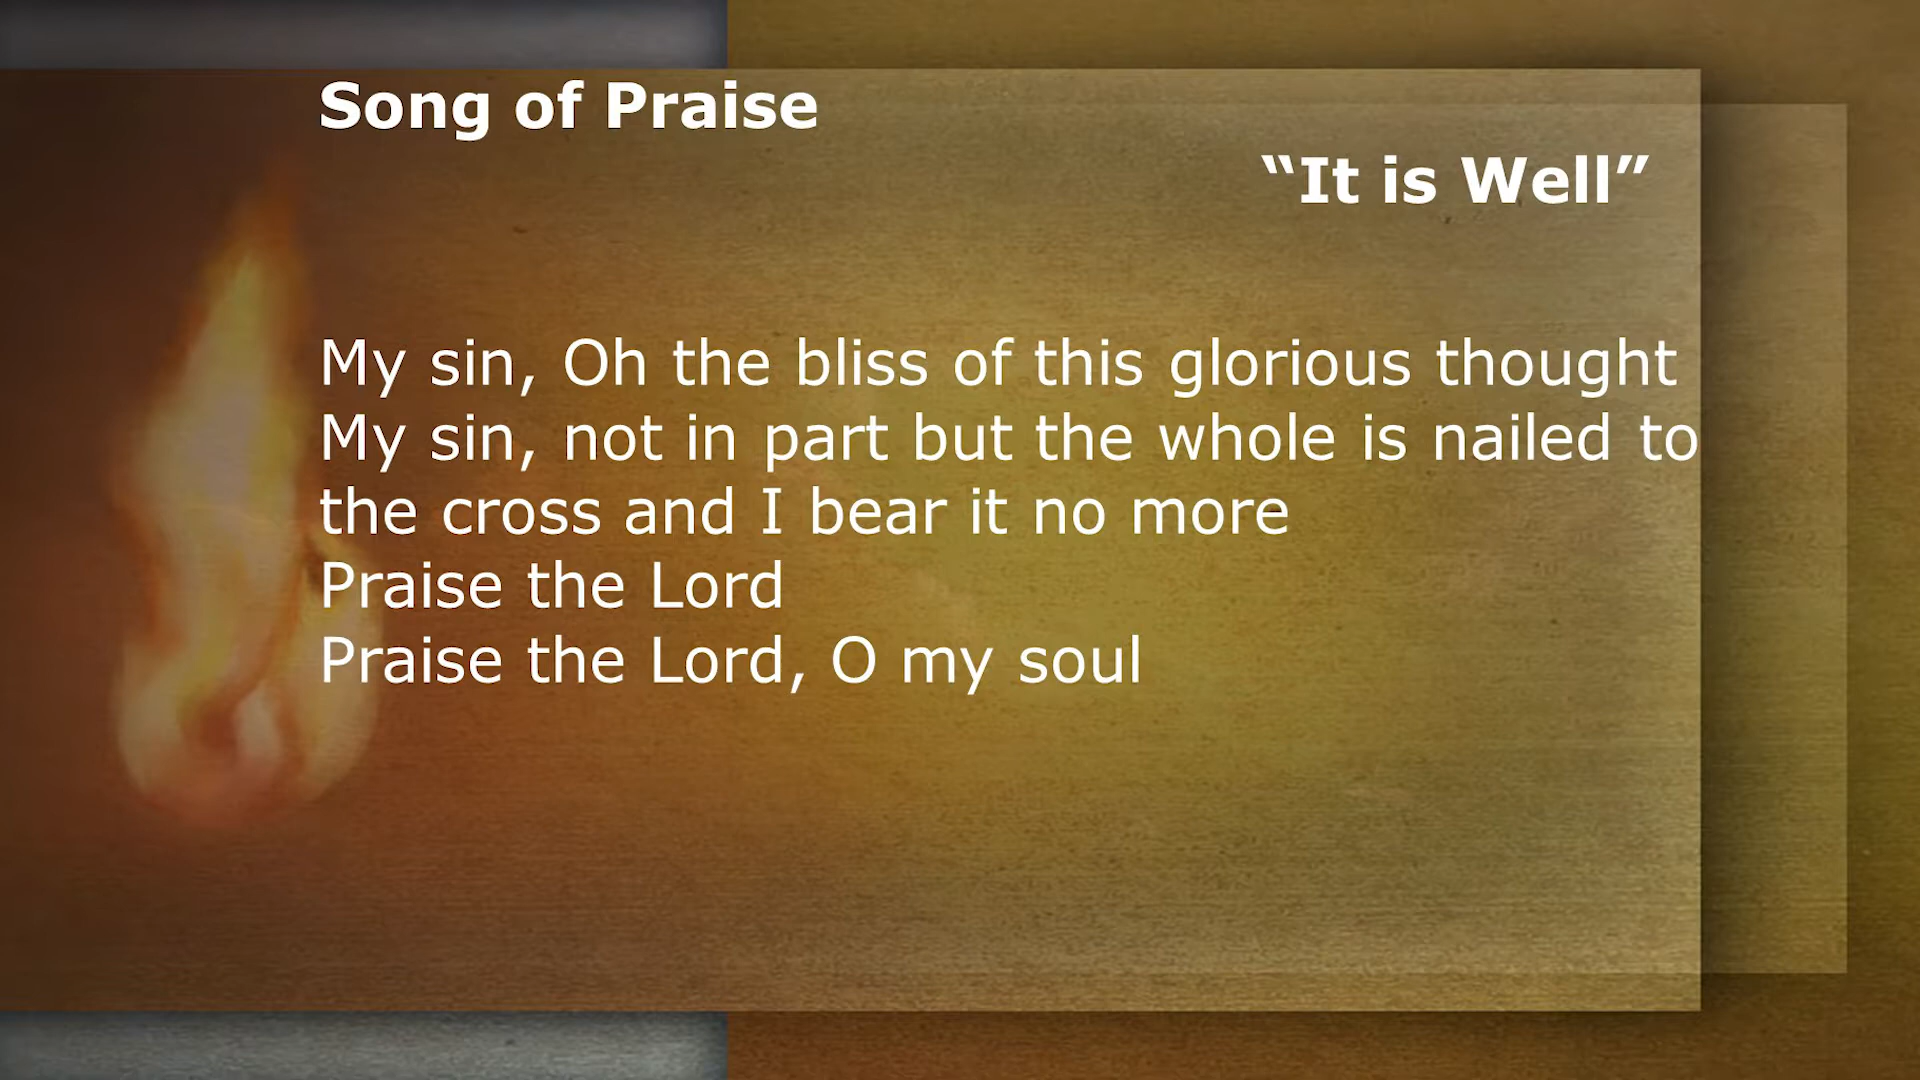 Song of Praise
“It is Well”
My sin, Oh the bliss of this glorious thought
My sin, not in part but the whole is nailed to
the cross and I bear it no more
Praise the Lord
Praise the Lord, O my soul